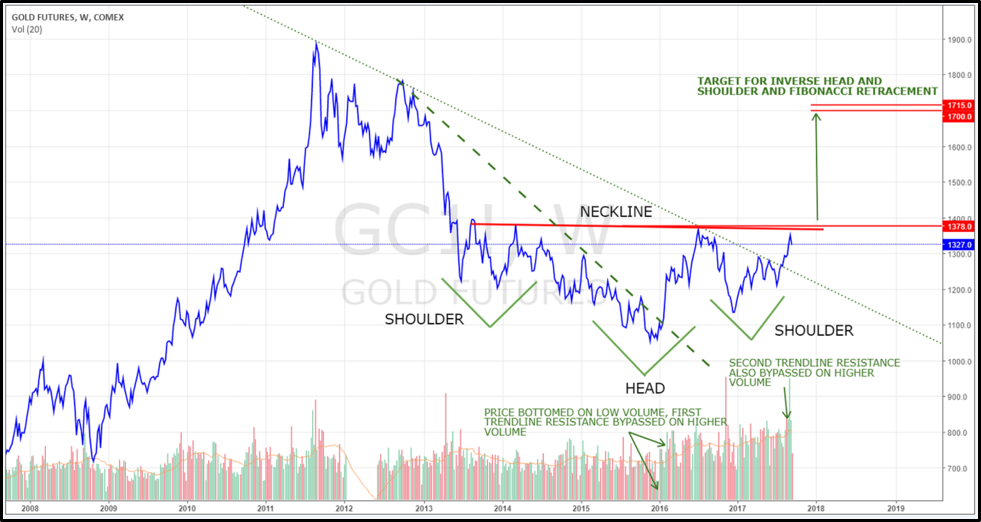 GOLD FUTURES, W, COMEX
Vol (20)
1900.0
1800.0
TARGET FOR INVERSE HEAD AND
SHOULDER AND FIBONACCI RETRACEMENT
1715.0
1700.0
1600.0
1500.0
1400.0
NECKLINE
1378.0
GC1!, W
1327.0
1300.0
GOLD FUTURES
1200.0
SHOULDER
SHOULDER
1100.0
1000.0
HEAD
SECOND TRENDLINE RESISTANCE
ALSO BYPASSED ON HIGHER
VOLUME
900.0
PRICE BOTTOMED ON LOW VOLUME, FIRST
TRENDLINE RESISTANCE BYPASSED ON HIGHER
VOLUME
800.0
700.0
2008 2009 2010 2011 2012 2013 2014 2015 2016 2017 2018 2019